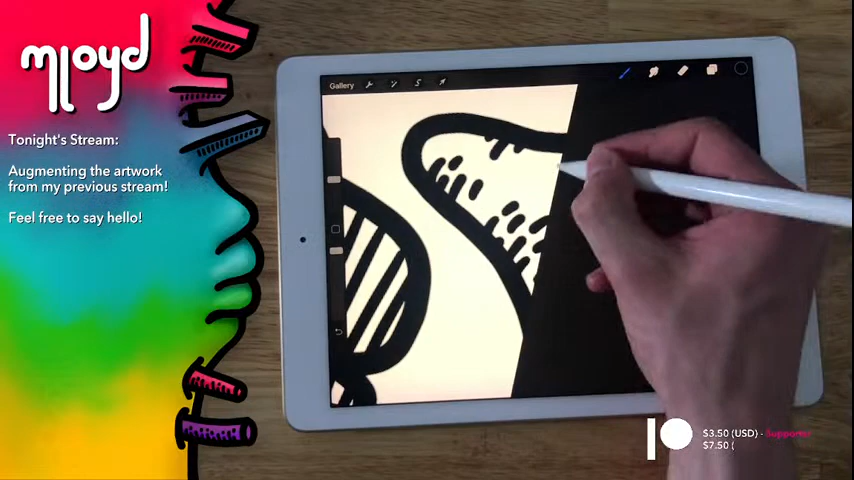 mloyd
Tonight's Stream:
Augmenting the artwork
from my previous stream!
Feel free to say hello!
Gallery
$3.50 (USD) - Supporter
$7.50 (